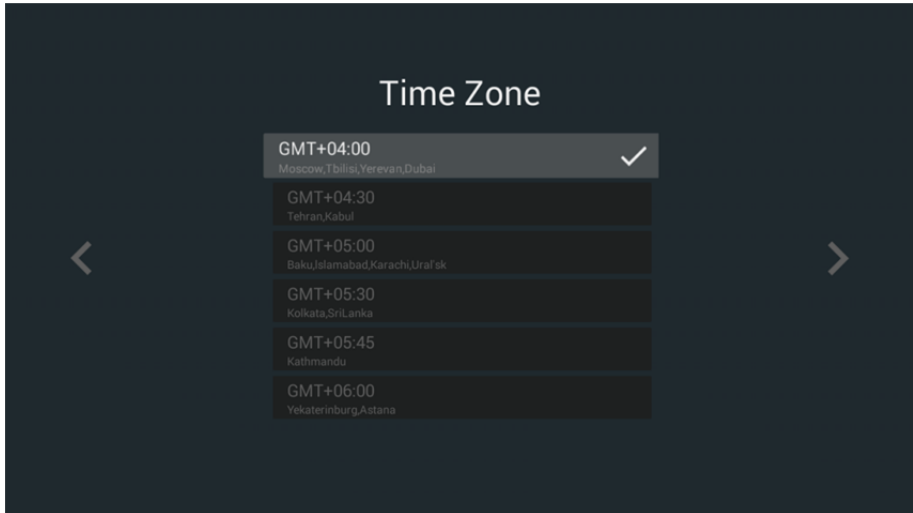 Time Zone
GMT+04:00
Moscow,Tbilisi,Yerevan,Dubai
GMT+04:30
Tehran,Kabul
GMT+05:00
Baku,Islamabad,Karachi,Ural'sk
GMT+05:30
Kolkata,SriLanka
GMT+05:45
Kathmandu
GMT+06:00
Yekaterinburg,Astana